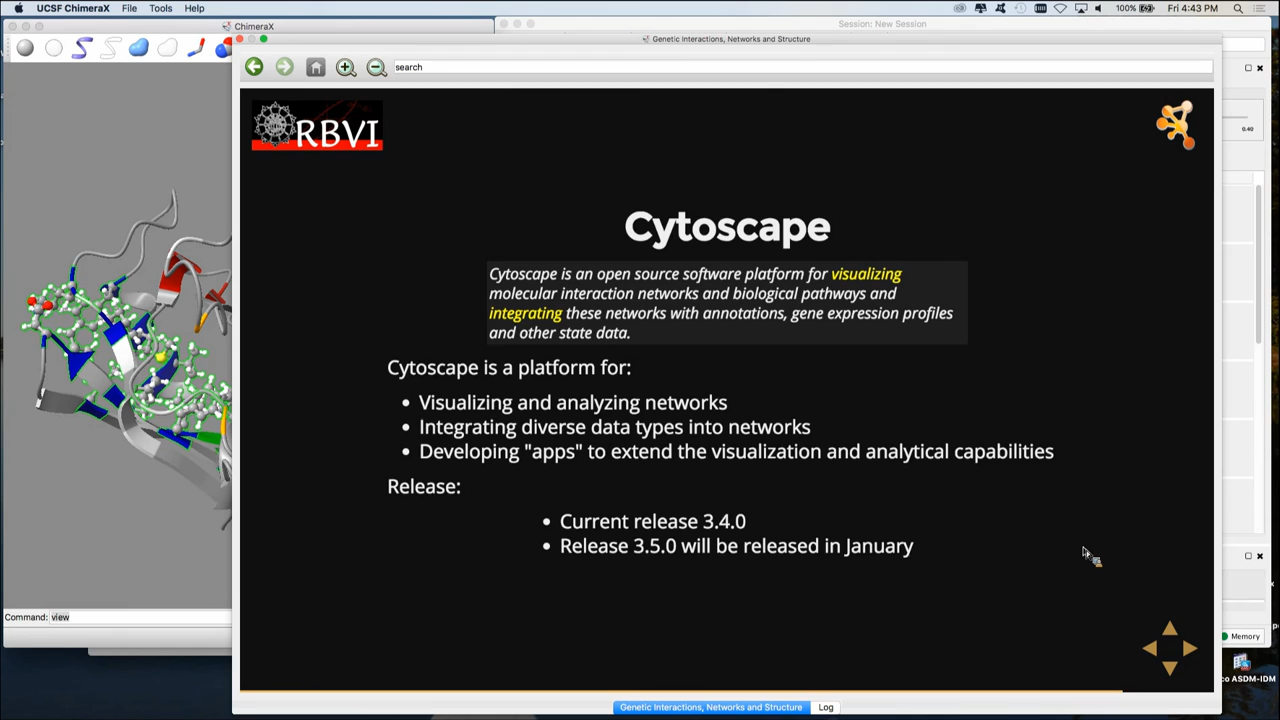 UCSF ChimeraX File Tools Help
100% Fri 4:43 PM
ChimeraX
Session: New Session
Genetic Interactions, Networks and Structure
search
RBVI
0.40
Cytoscape
Cytoscape is an open source software platform for visualizing
molecular interaction networks and biological pathways and
integrating these networks with annotations, gene expression profiles
and other state data.
Cytoscape is a platform for:
• Visualizing and analyzing networks
• Integrating diverse data types into networks
• Developing "apps" to extend the visualization and analytical capabilities
Release:
• Current release 3.4.0
• Release 3.5.0 will be released in January
Command: view
Memory
co ASDM-IDM
Genetic Interactions, Networks and Structure Log